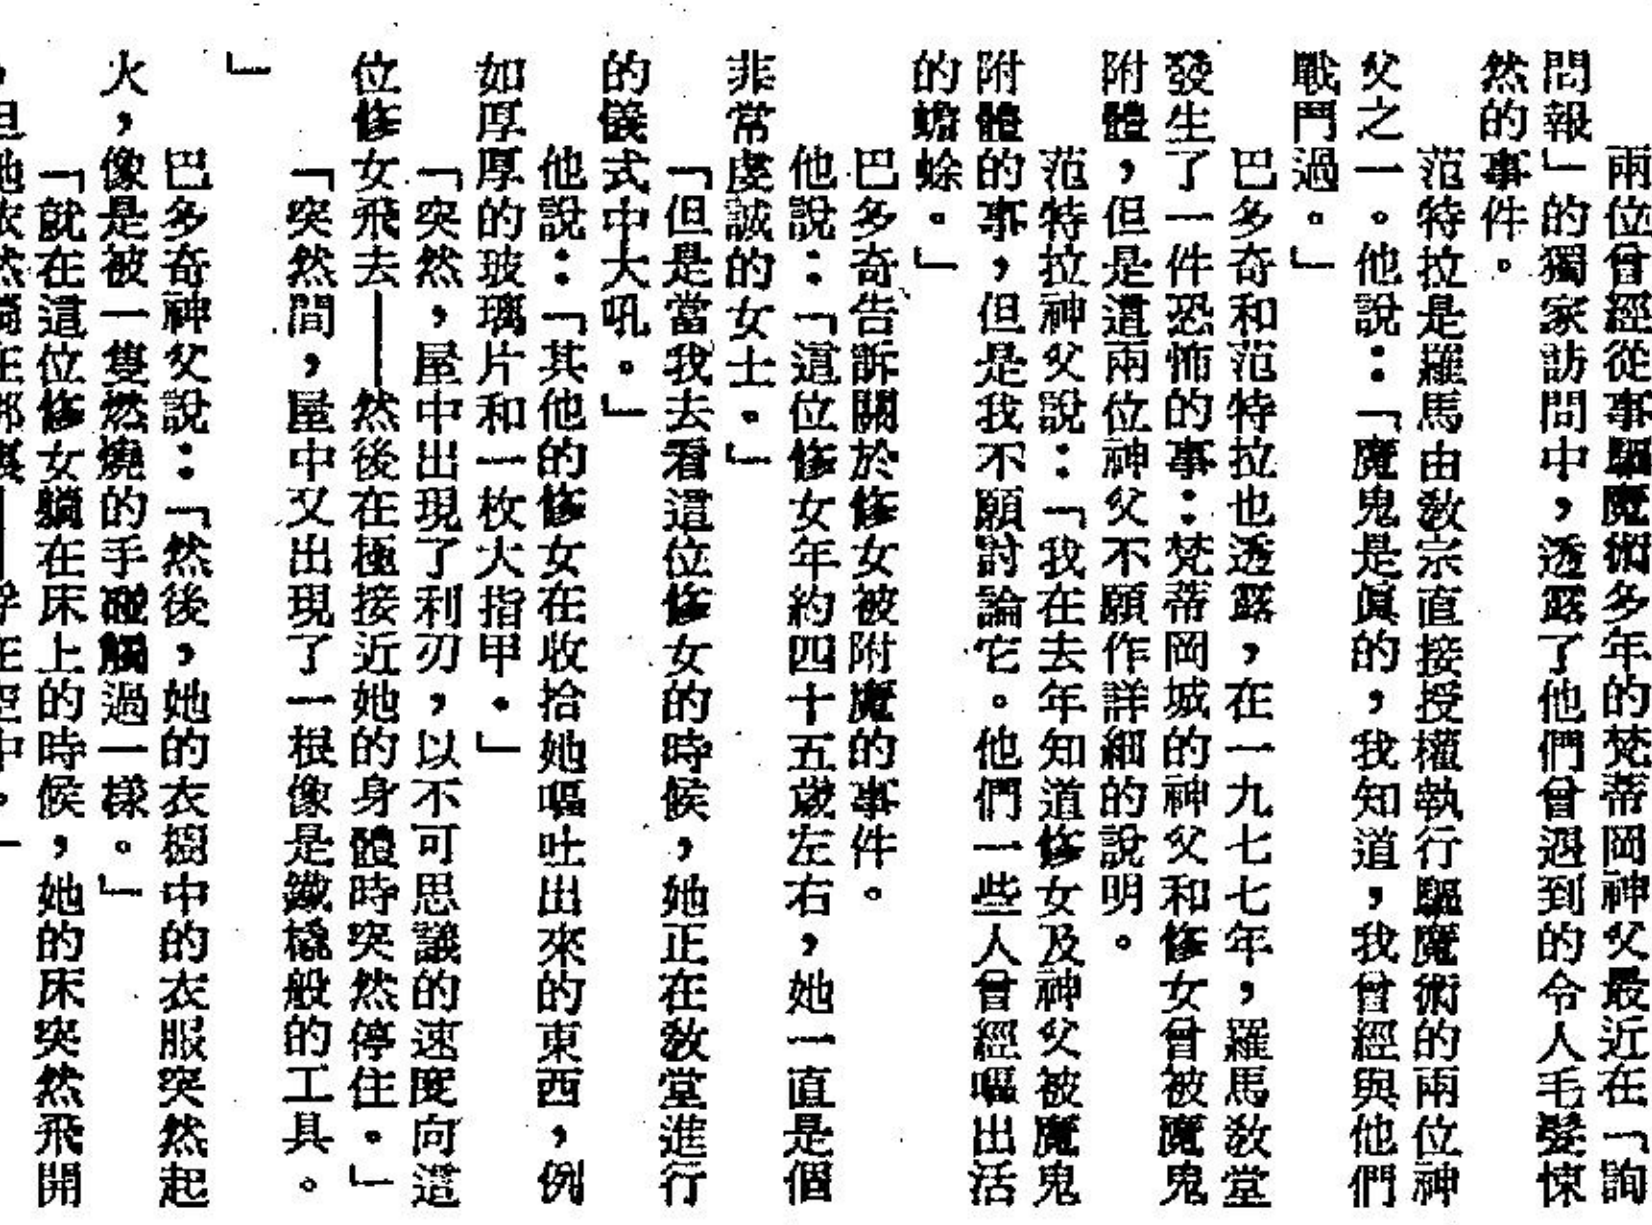 兩位曾經從事驅魔術多年的梵蒂岡神父最近在「詢
問報」的獨家訪問中，透露了他們曾遇到的令人毛髮悚
然的事件。
范特拉是羅馬由敎宗直接授權執行驅魔術的兩位神
父之一。他說：「魔鬼是眞的，我知道，我曾經與他們
戰鬥過。」
巴多奇和范特拉也透露，在一九七七年，羅馬敎堂
發生了一件恐怖的事：梵蒂岡城的神父和修女曾被魔鬼
附體，但是這兩位神父不願作詳細的說明。
范特拉神父說：「我在去年知道修女及神父被魔鬼
附體的事，但是我不願討論它。他們一些人曾經嘔出活
的蟾蜍。」
巴多奇告訴關於修女被附魔的事件。
他說：「這位修女年約四十五歲左右，她一直是個
非常虔誠的女士。」
「但是當我去看這位修女的時候，她正在敎堂進行
的儀式中大吼。」
他說：「其他的修女在收拾她嘔吐出來的東西，例
如厚厚的玻璃片和一枚大指甲。」
「突然，屋中出現了利刃，以不可思議的速度向這
位修女飛去——然後在極接近她的身體時突然停住。」
「突然間，屋中又出現了一根像是鐵橇般的工具。
」
巴多奇神父說：「然後，她的衣櫥中的衣服突然起
火，像是被一隻燃燒的手碰觸過一樣。」
「就在這位修女躺在床上的時候，她的床突然飛開
，但她依然躺在那裏——浮在空中。」